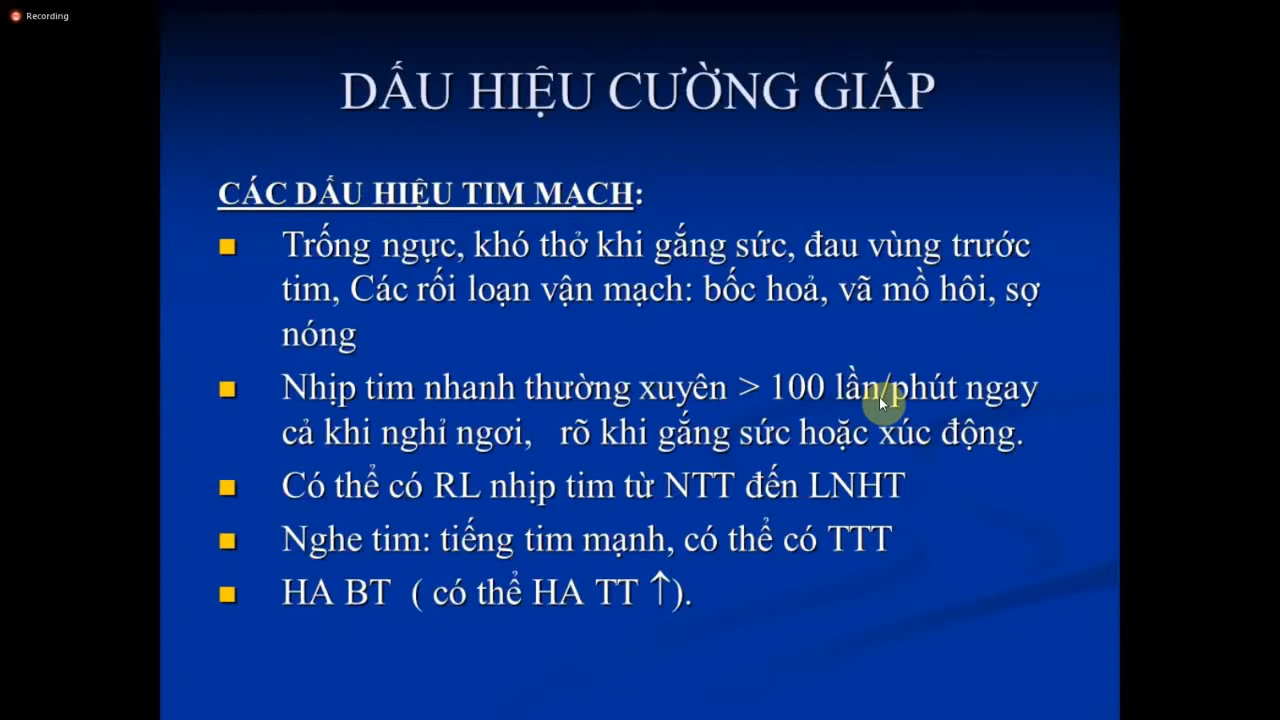 Recording
DẤU HIỆU CƯỜNG GIÁP
CÁC DẤU HIỆU TIM MẠCH:
Trống ngực, khó thở khi gắng sức, đau vùng trước
tim, Các rối loạn vận mạch: bốc hoả, vã mồ hôi, sợ
nóng
Nhịp tim nhanh thường xuyên > 100 lần/phút ngay
cả khi nghỉ ngơi, rõ khi gắng sức hoặc xúc động.
Có thể có RL nhịp tim từ NTT đến LNHT
Nghe tim: tiếng tim mạnh, có thể có TTT
HA BT ( có thể HA TT ↑).